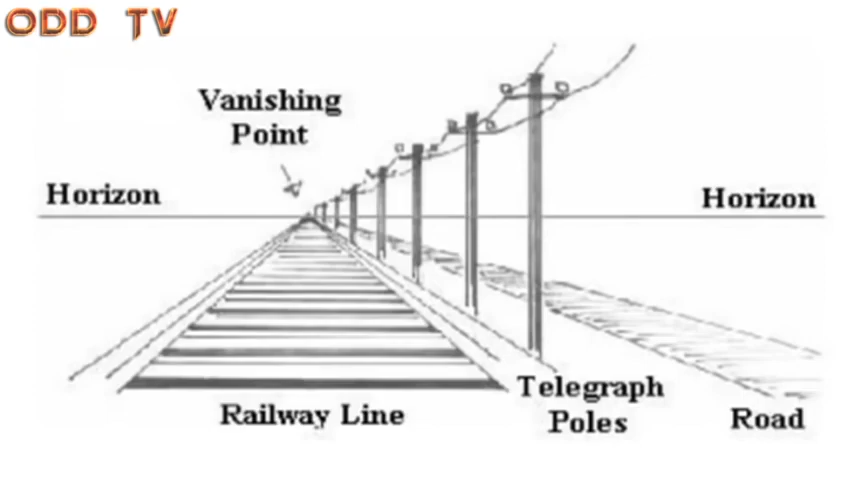 ODD TV
Vanishing
Point
Horizon
Horizon
Telegraph
Poles
Railway Line
Road